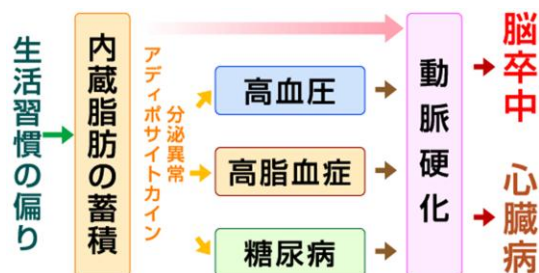 生活習慣の偏り
内蔵脂肪の蓄積
アディポサイトカイン
分泌異常
高血圧
高脂血症
糖尿病
動脈硬化
脳卒中
心臓病